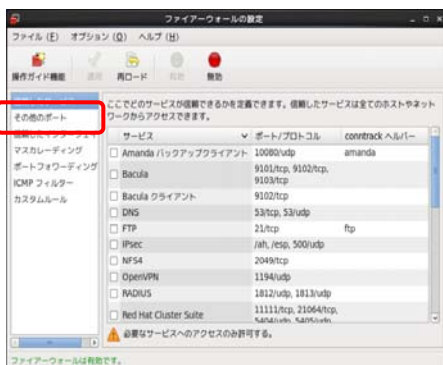 ファイアーウォールの設定
ファイル (F) オプション (O) ヘルプ (H)
操作ガイド機能 適用 再ロード 有効 無効
その他のポート
マスカレーディング
ポートフォワーディング
ICMP フィルター
カスタムルール
ここでどのサービスが信頼できるかを定義できます。信頼したサービスは全てのホストやネット
ワークからアクセスできます。
サービス ポート/プロトコル conntrack ヘルパー
Amanda バックアップクライアント 10080/udp amanda
Bacula 9101/tcp, 9102/tcp,
9103/tcp
Bacula クライアント 9102/tcp
DNS 53/tcp, 53/udp
FTP 21/tcp ftp
IPsec /ah, /esp, 500/udp
NFS4 2049/tcp
OpenVPN 1194/udp
RADIUS 1812/udp, 1813/udp
Red Hat Cluster Suite 11111/tcp, 21064/tcp,
5404/udp, 5405/udp
必要なサービスへのアクセスのみ許可する。
ファイアーウォールは有効です。